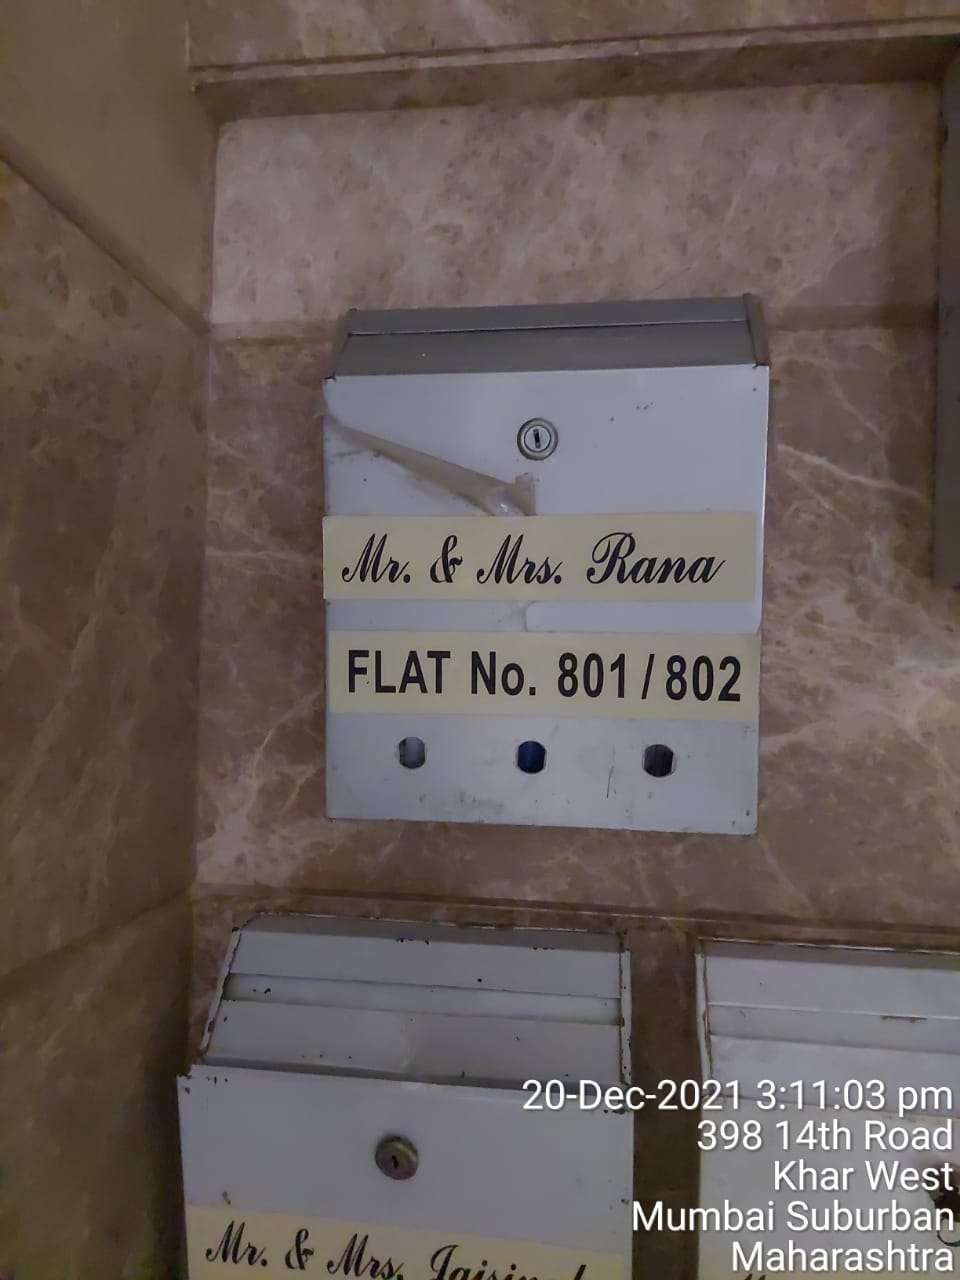 Mr. & Mrs. Rana
FLAT No. 801/802
20-Dec-2021 3:11:03 pm
398 14th Road
Khar West
Mumbai Suburban
Maharashtra
Mr. & Mrs.